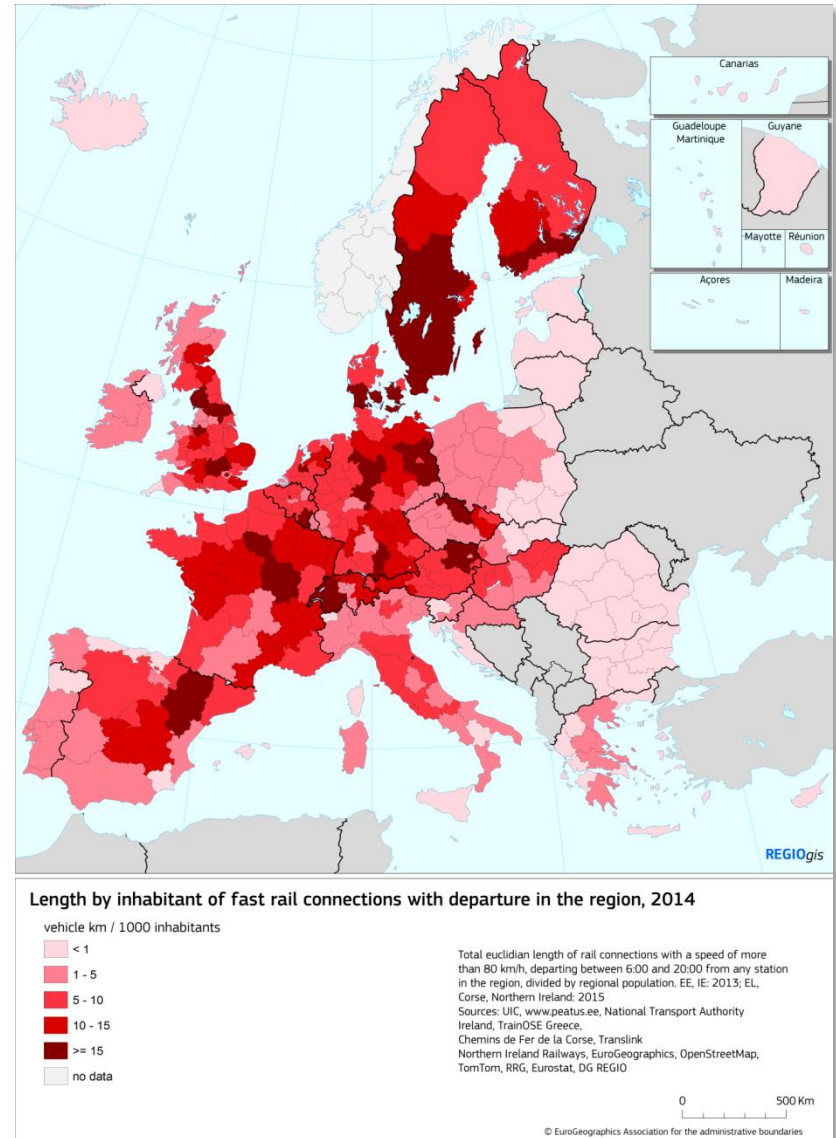 Canarias
Guadeloupe
Martinique
Guyane
Mayotte
Réunion
Açores
Madeira
REGIOgis
Length by inhabitant of fast rail connections with departure in the region, 2014
vehicle km / 1000 inhabitants
< 1
1 - 5
5 - 10
10 - 15
>= 15
no data
Total euclidian length of rail connections with a speed of more
than 80 km/h, departing between 6:00 and 20:00 from any station
in the region, divided by regional population. EE, IE: 2013; EL,
Corse, Northern Ireland: 2015
Sources: UIC, www.peatus.ee, National Transport Authority
Ireland, TrainOSE Greece,
Chemins de Fer de la Corse, Translink
Northern Ireland Railways, EuroGeographics, OpenStreetMap,
TomTom, RRG, Eurostat, DG REGIO
0 500 Km
© EuroGeographics Association for the administrative boundaries